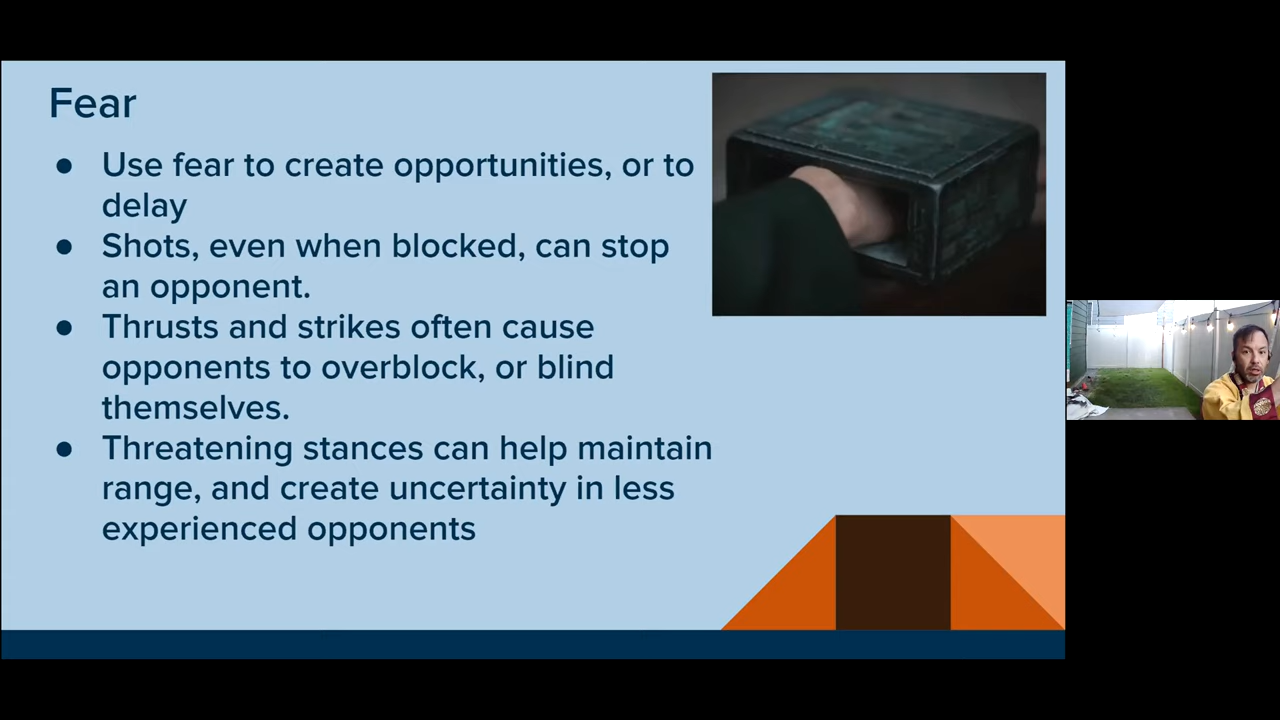 Fear
● Use fear to create opportunities, or to
delay
● Shots, even when blocked, can stop
an opponent.
● Thrusts and strikes often cause
opponents to overblock, or blind
themselves.
● Threatening stances can help maintain
range, and create uncertainty in less
experienced opponents